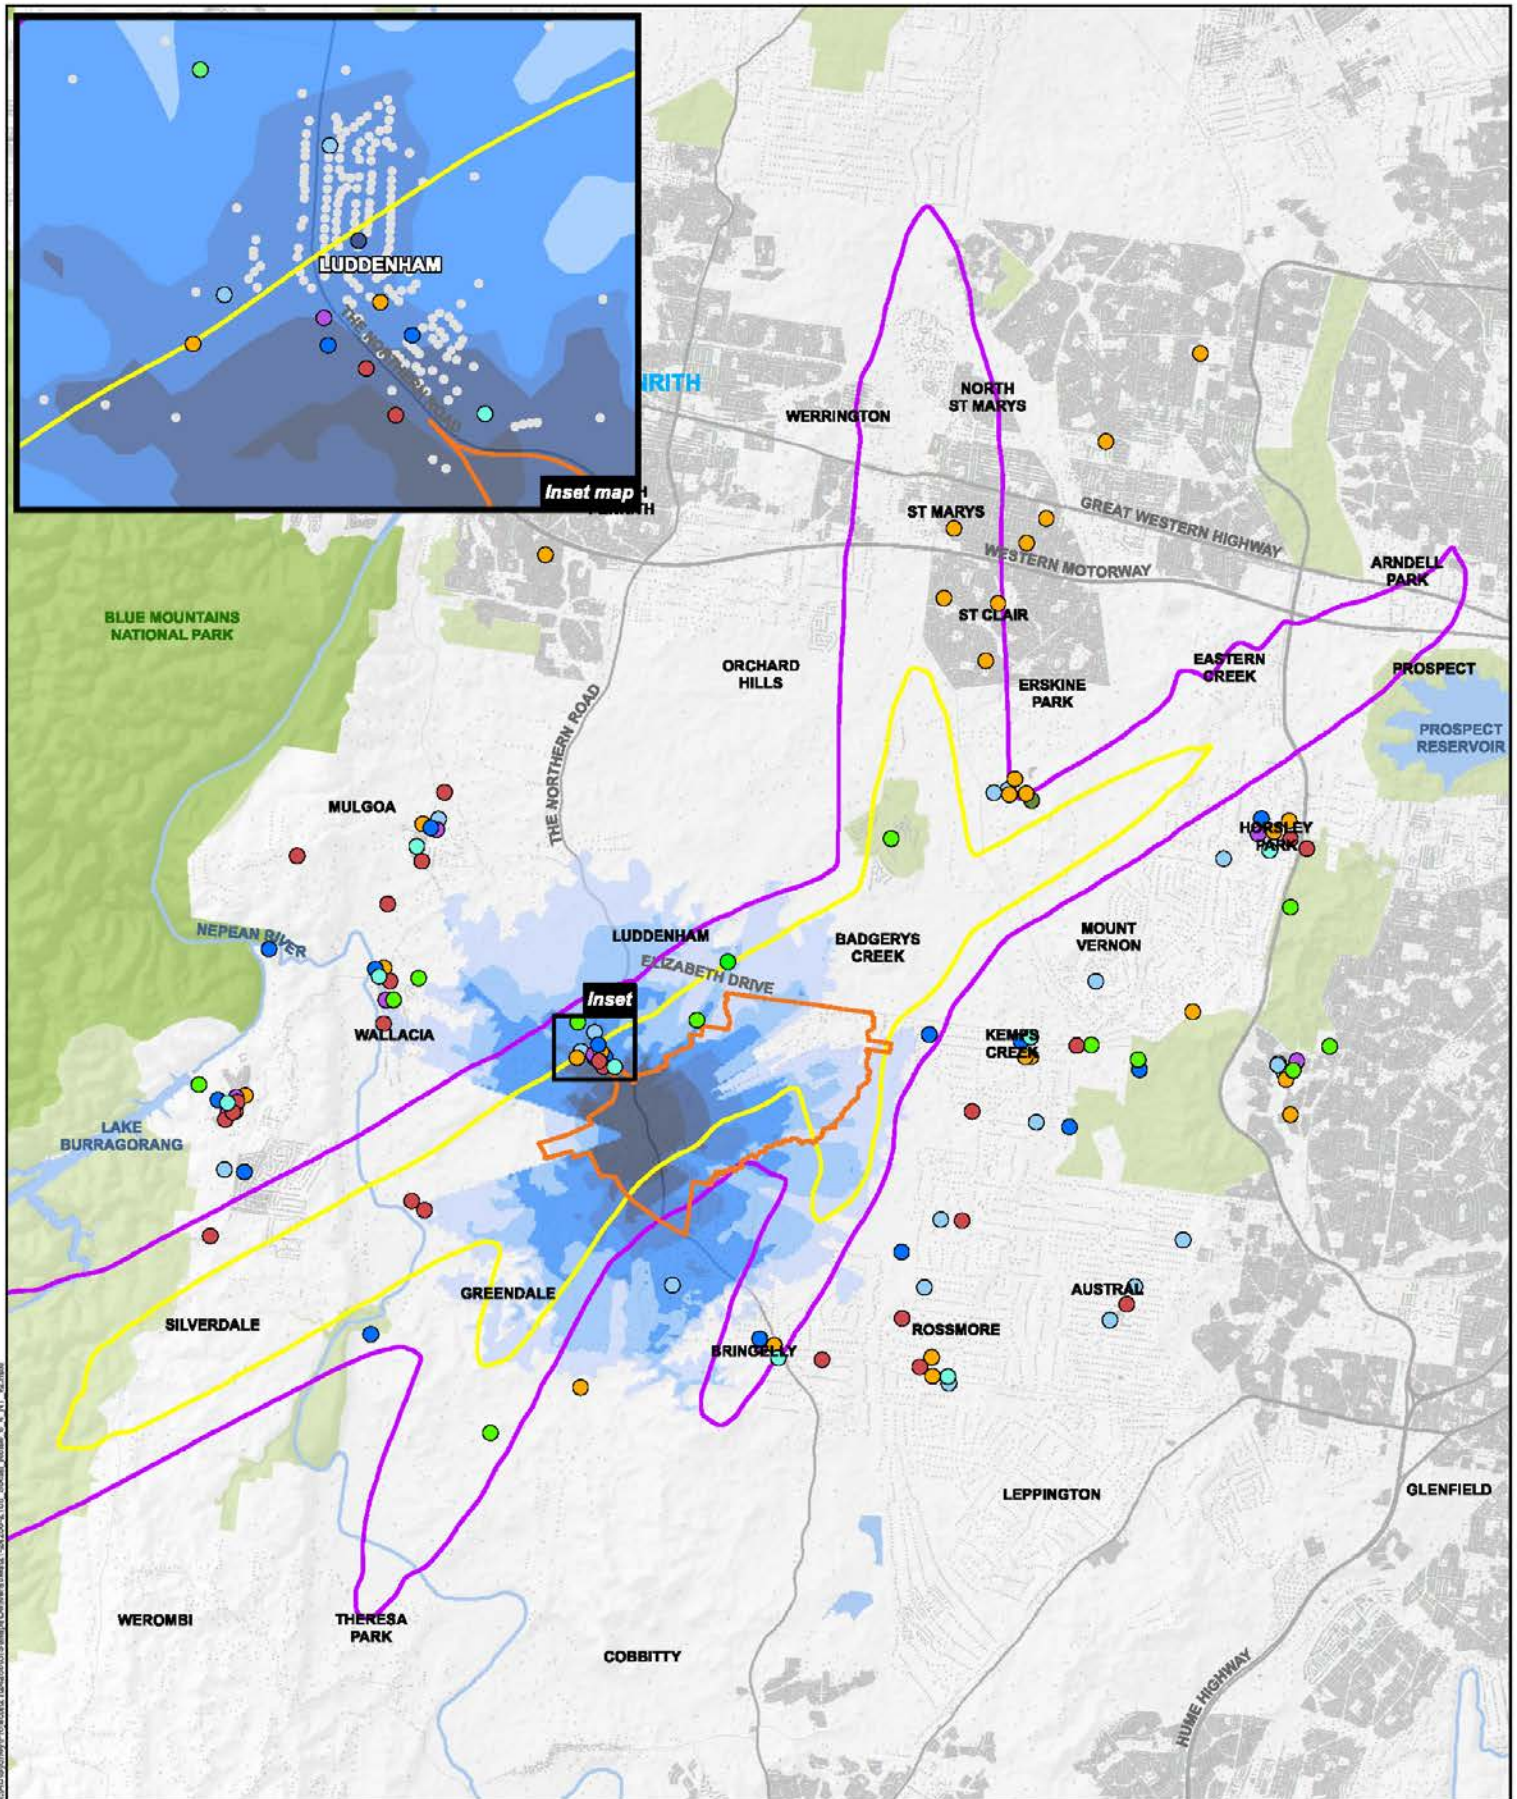 LUDDENHAM
THE NORTHERN ROAD
Inset map
NRITH
WERRINGTON
NORTH
ST MARYS
ST MARYS
GREAT WESTERN HIGHWAY
WESTERN MOTORWAY
ARNDELL
PARK
BLUE MOUNTAINS
NATIONAL PARK
ST CLAIR
ORCHARD
HILLS
ERSKINE
PARK
EASTERN
CREEK
PROSPECT
PROSPECT
RESERVOIR
THE NORTHERN ROAD
MULGOA
HORSLEY
PARK
NEPEAN RIVER
LUDDENHAM
ELIZABETH DRIVE
BADGERYS
CREEK
MOUNT
VERNON
Inset
WALLACIA
KEMPS
CREEK
LAKE
BURRAGORANG
GREENDALE
AUSTRAL
SILVERDALE
ROSSMORE
BRINGELLY
LEPPINGTON
GLENFIELD
WEROMBI
THERESA
PARK
COBBITTY
HUME HIGHWAY